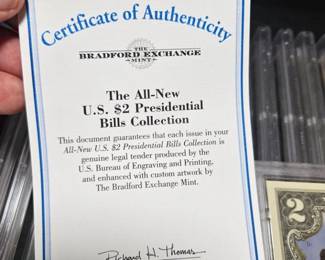 Certificate of Authenticity
THE
BRADFORD EXCHANGE
MINT
The All-New
U.S. $2 Presidential
Bills Collection
This document guarantees that each issue in your
All-New U.S. $2 Presidential Bills Collection is
genuine legal tender produced by the
U.S. Bureau of Engraving and Printing,
and enhanced with custom artwork by
The Bradford Exchange Mint.
Richard H. Thomas
2